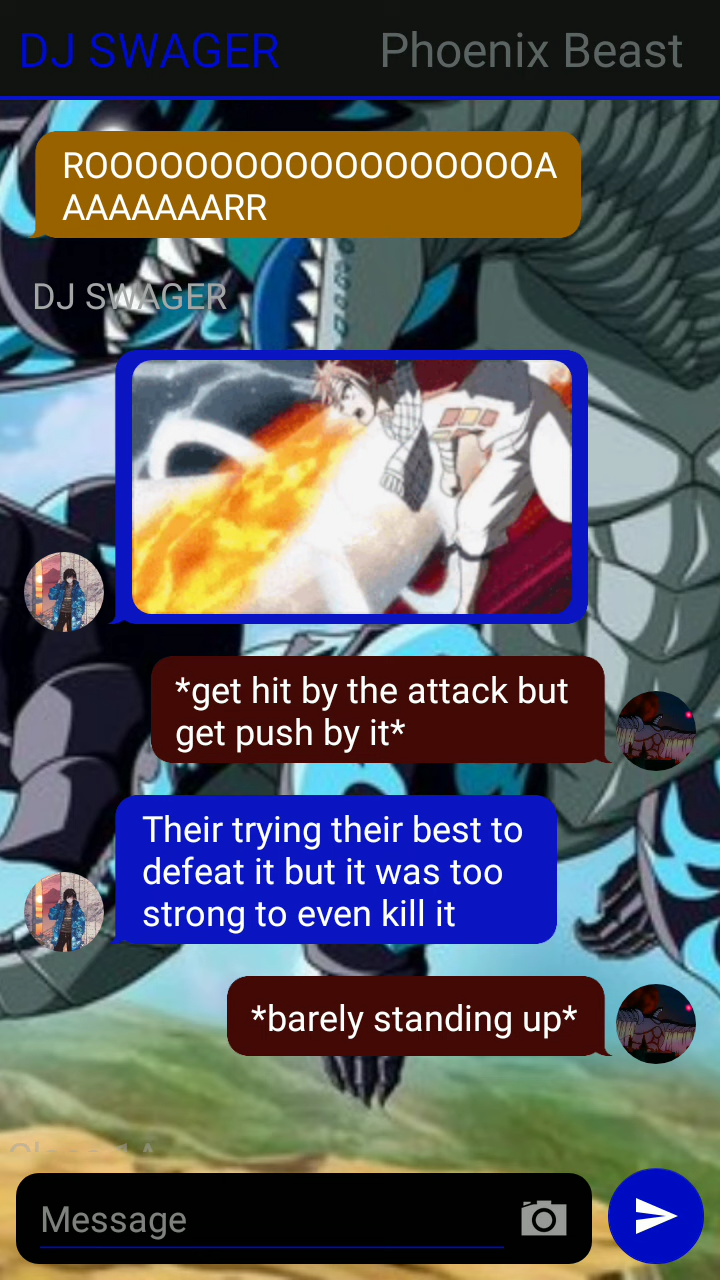 DJ SWAGER
Phoenix Beast
ROOOOOOOOOOOOOOOOOOA
AAAAAAARR
DJ SWAGER
*get hit by the attack but
get push by it*
Their trying their best to
defeat it but it was too
strong to even kill it
*barely standing up*
Message